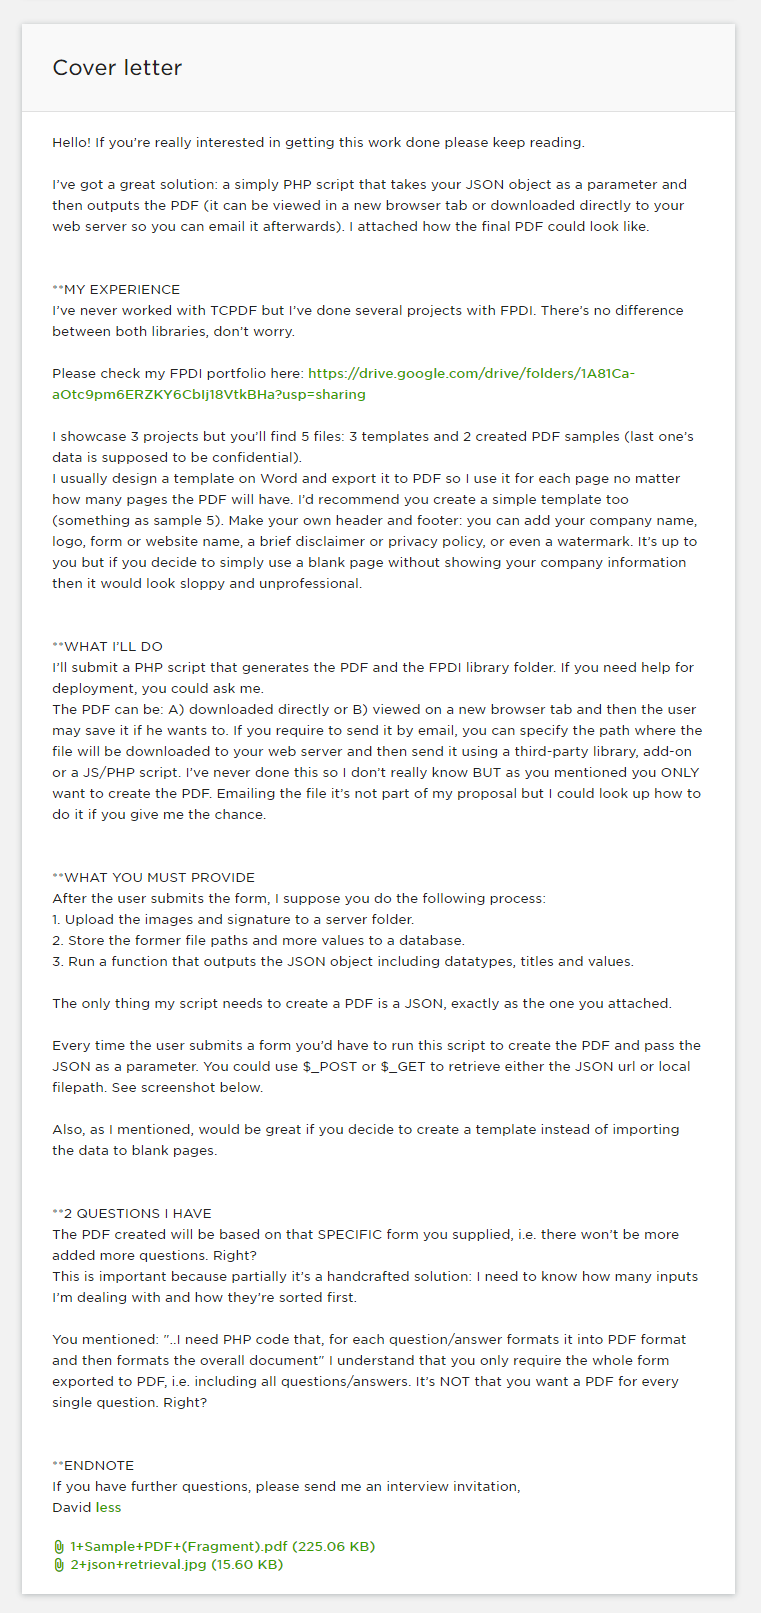 Cover letter
Hello! If you're really interested in getting this work done please keep reading.
I've got a great solution: a simply PHP script that takes your JSON object as a parameter and
then outputs the PDF (it can be viewed in a new browser tab or downloaded directly to your
web server so you can email it afterwards). I attached how the final PDF could look like.
**MY EXPERIENCE
I've never worked with TCPDF but I've done several projects with FPDI. There's no difference
between both libraries, don't worry.
Please check my FPDI portfolio here: https://drive.google.com/drive/folders/1A81Ca-
aOtc9pm6ERZKY6CbIj18VtkBHa?usp=sharing
I showcase 3 projects but you'll find 5 files: 3 templates and 2 created PDF samples (last one's
data is supposed to be confidential).
I usually design a template on Word and export it to PDF so I use it for each page no matter
how many pages the PDF will have. I'd recommend you create a simple template too
(something as sample 5). Make your own header and footer: you can add your company name,
logo, form or website name, a brief disclaimer or privacy policy, or even a watermark. It's up to
you but if you decide to simply use a blank page without showing your company information
then it would look sloppy and unprofessional.
**WHAT I'LL DO
I'll submit a PHP script that generates the PDF and the FPDI library folder. If you need help for
deployment, you could ask me.
The PDF can be: A) downloaded directly or B) viewed on a new browser tab and then the user
may save it if he wants to. If you require to send it by email, you can specify the path where the
file will be downloaded to your web server and then send it using a third-party library, add-on
or a JS/PHP script. I've never done this so I don't really know BUT as you mentioned you ONLY
want to create the PDF. Emailing the file it's not part of my proposal but I could look up how to
do it if you give me the chance.
**WHAT YOU MUST PROVIDE
After the user submits the form, I suppose you do the following process:
1. Upload the images and signature to a server folder.
2. Store the former file paths and more values to a database.
3. Run a function that outputs the JSON object including datatypes, titles and values.
The only thing my script needs to create a PDF is a JSON, exactly as the one you attached.
Every time the user submits a form you'd have to run this script to create the PDF and pass the
JSON as a parameter. You could use $_POST or $_GET to retrieve either the JSON url or local
filepath. See screenshot below.
Also, as I mentioned, would be great if you decide to create a template instead of importing
the data to blank pages.
**2 QUESTIONS I HAVE
The PDF created will be based on that SPECIFIC form you supplied, i.e. there won't be more
added more questions. Right?
This is important because partially it's a handcrafted solution: I need to know how many inputs
I'm dealing with and how they're sorted first.
You mentioned: "..I need PHP code that, for each question/answer formats it into PDF format
and then formats the overall document" I understand that you only require the whole form
exported to PDF, i.e. including all questions/answers. It's NOT that you want a PDF for every
single question. Right?
**ENDNOTE
If you have further questions, please send me an interview invitation,
David less
1+Sample+PDF+(Fragment).pdf (225.06 KB)
2+json+retrieval.jpg (15.60 KB)